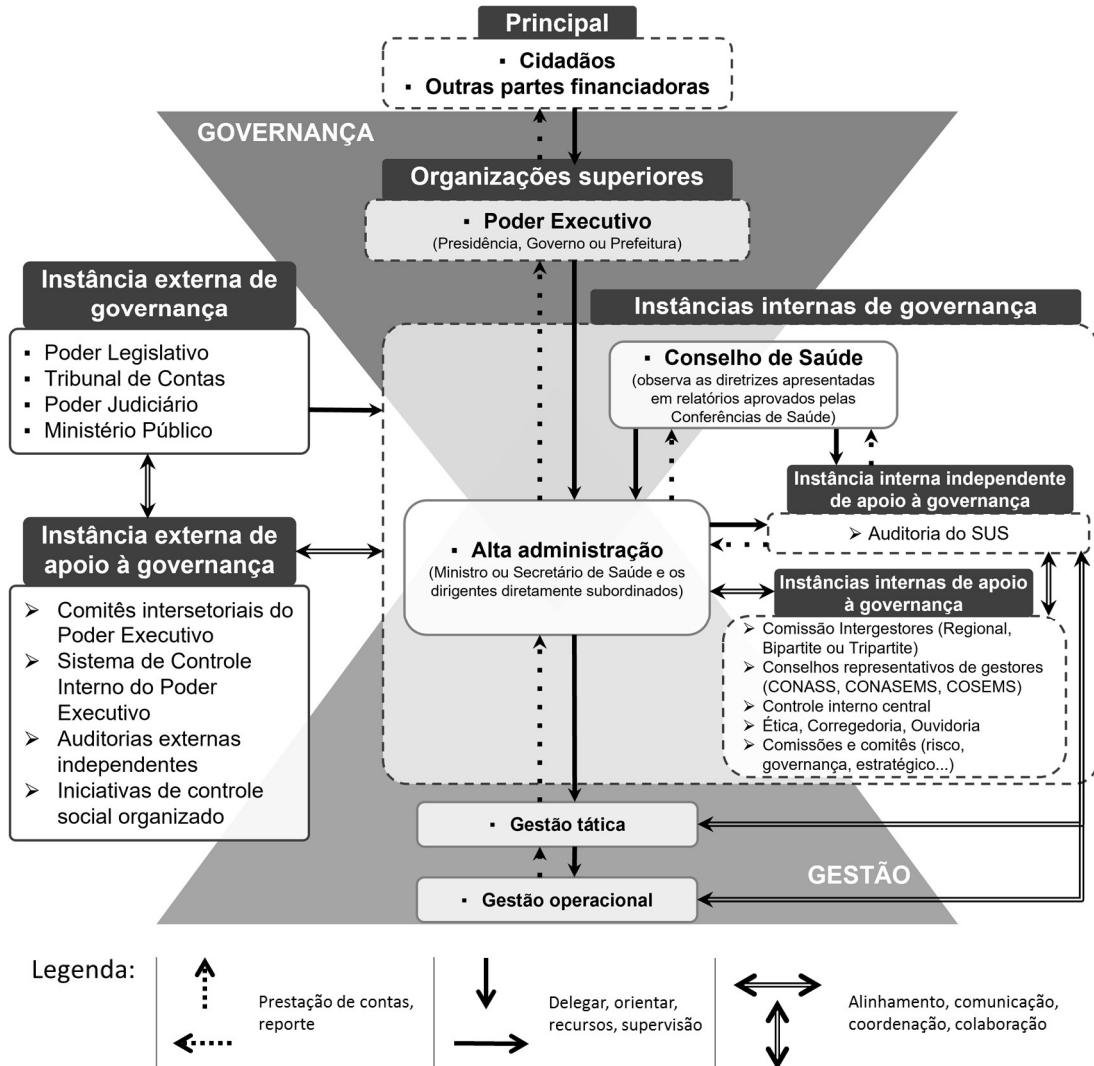 Principal
▪ Cidadãos
▪ Outras partes financiadoras
GOVERNANÇA
Organizações superiores
▪ Poder Executivo
(Presidência, Governo ou Prefeitura)
Instância externa de
governança
▪ Poder Legislativo
▪ Tribunal de Contas
▪ Poder Judiciário
▪ Ministério Público
Instâncias internas de governança
▪ Conselho de Saúde
(observa as diretrizes apresentadas
em relatórios aprovados pelas
Conferências de Saúde)
Instância interna independente
de apoio à governança
➢ Auditoria do SUS
Instância externa de
apoio à governança
➢ Comitês intersetoriais do
Poder Executivo
➢ Sistema de Controle
Interno do Poder
Executivo
➢ Auditorias externas
independentes
➢ Iniciativas de controle
social organizado
▪ Alta administração
(Ministro ou Secretário de Saúde e os
dirigentes diretamente subordinados)
Instâncias internas de apoio
à governança
➢ Comissão Intergestores (Regional,
Bipartite ou Tripartite)
➢ Conselhos representativos de gestores
(CONASS, CONASEMS, COSEMS)
➢ Controle interno central
➢ Ética, Corregedoria, Ouvidoria
➢ Comissões e comitês (risco,
governança, estratégico...)
▪ Gestão tática
▪ Gestão operacional
GESTÃO
Legenda:
Prestação de contas,
reporte
Delegar, orientar,
recursos, supervisão
Alinhamento, comunicação,
coordenação, colaboração